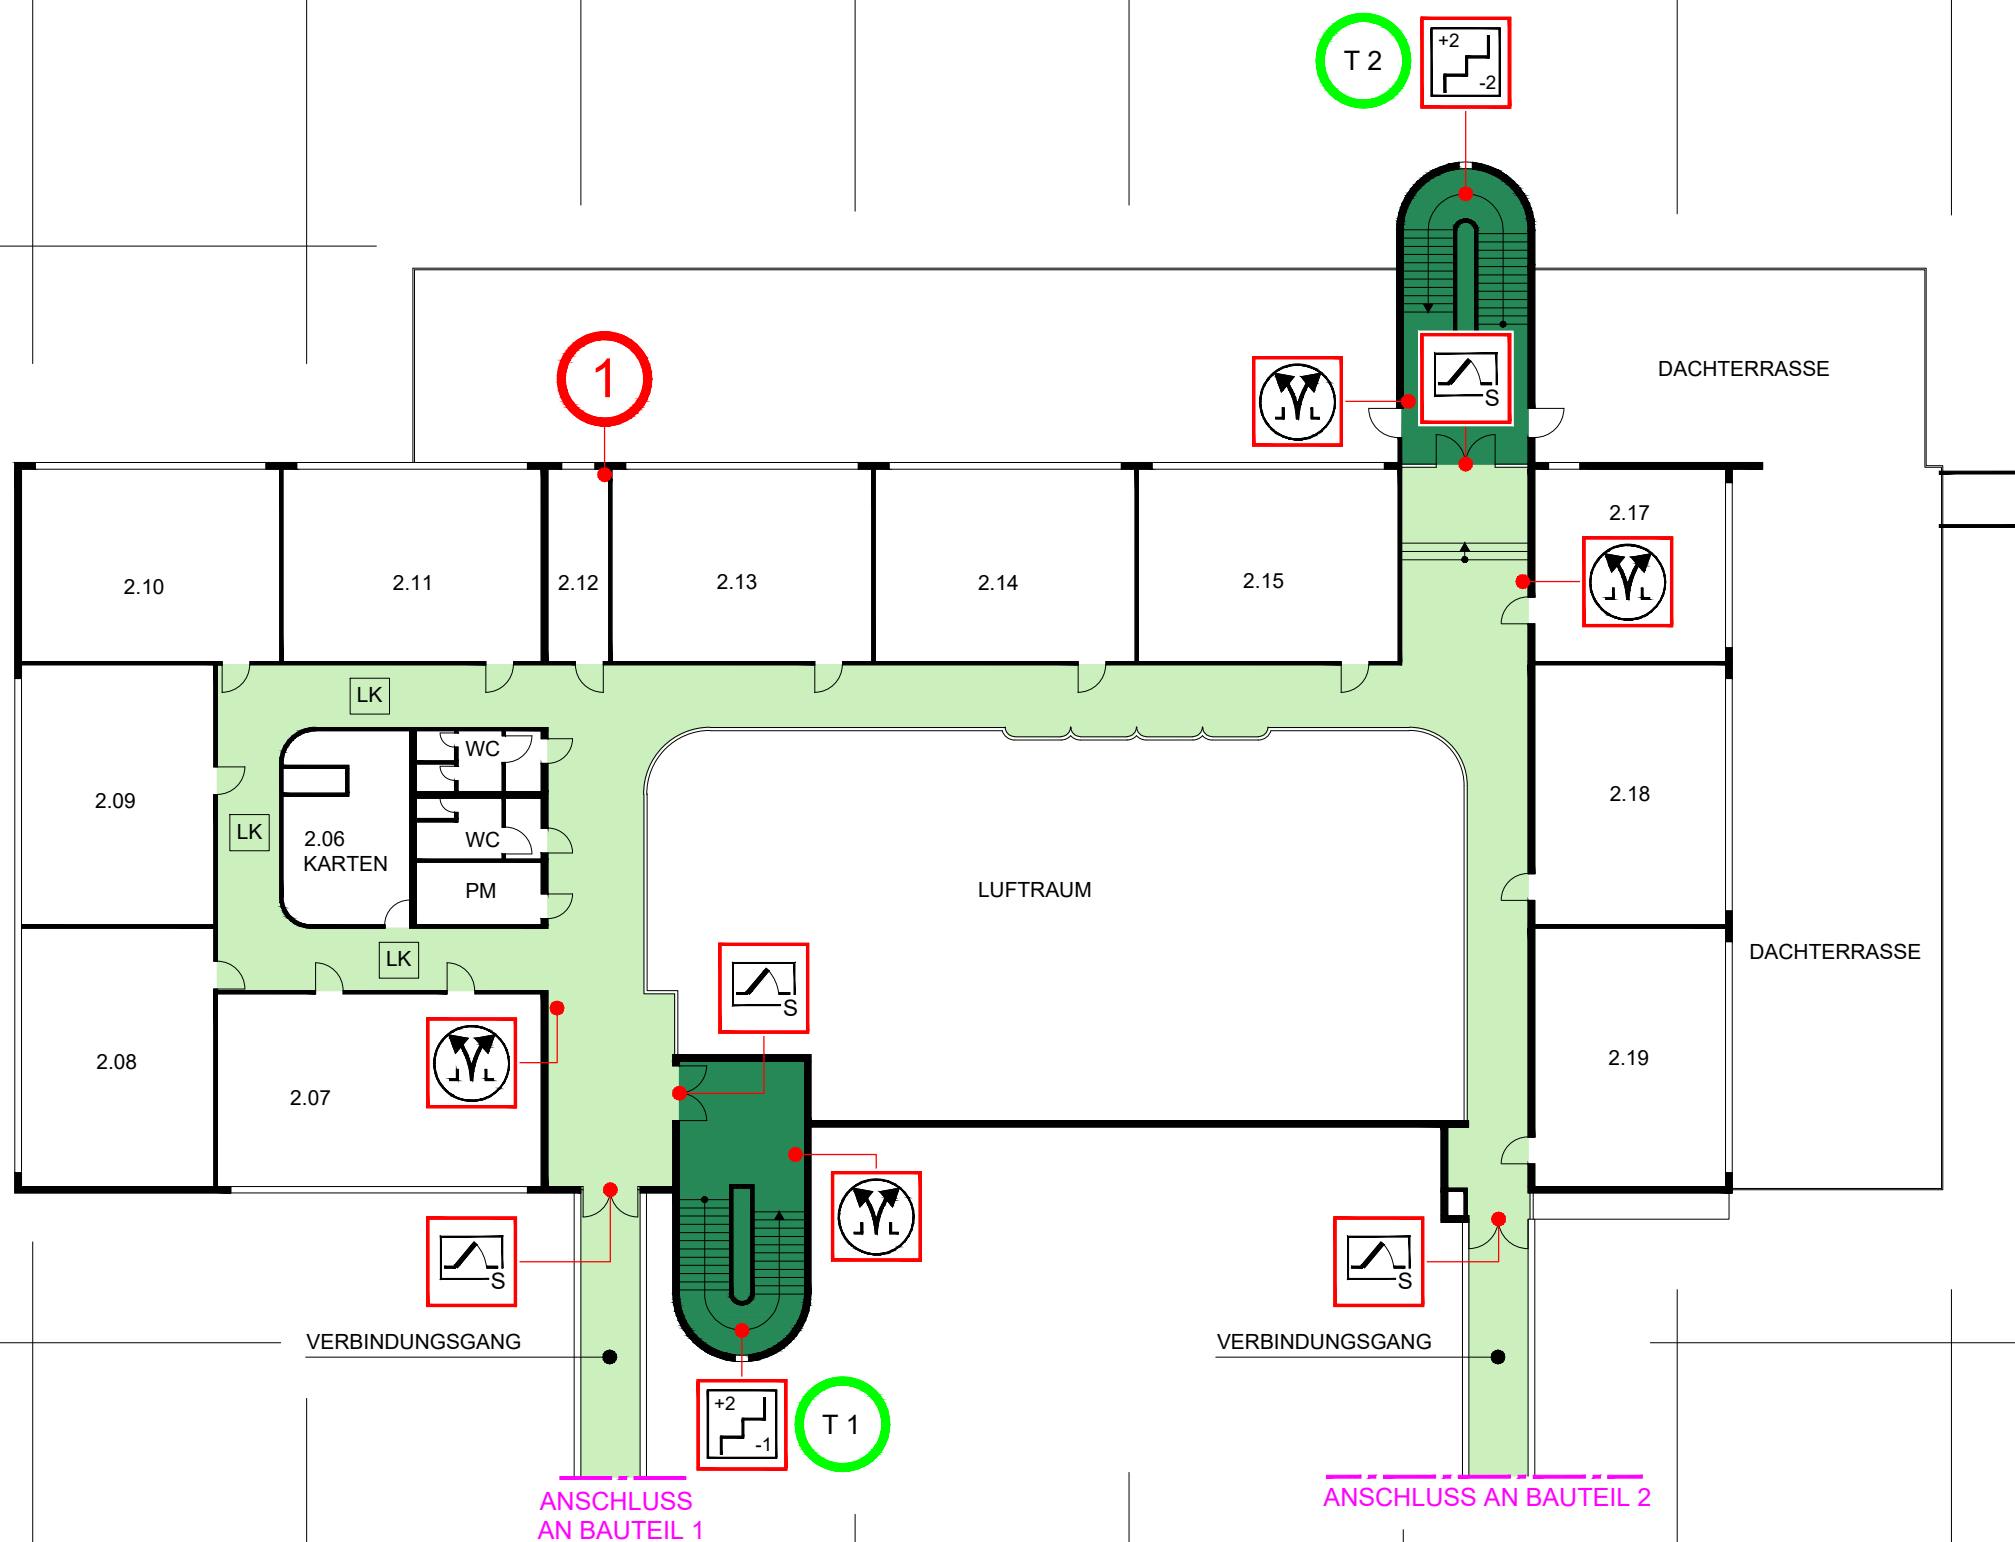 T 2
+2
-2
S
DACHTERRASSE
1
2.17
2.10
2.11
2.12
2.13
2.14
2.15
LK
WC
2.09
2.18
LK
2.06
KARTEN
WC
PM
LUFTRAUM
DACHTERRASSE
LK
S
2.08
2.07
2.19
S
S
VERBINDUNGSGANG
VERBINDUNGSGANG
+2
-1
T 1
ANSCHLUSS
AN BAUTEIL 1
ANSCHLUSS AN BAUTEIL 2